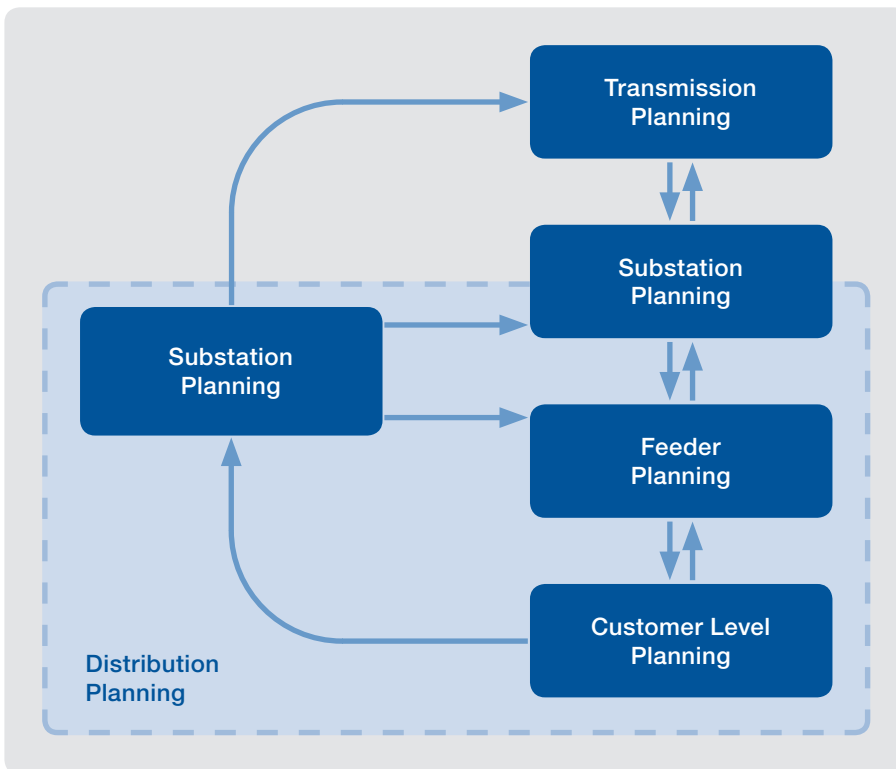 Transmission
Planning
Substation
Planning
Substation
Planning
Feeder
Planning
Customer Level
Planning
Distribution
Planning